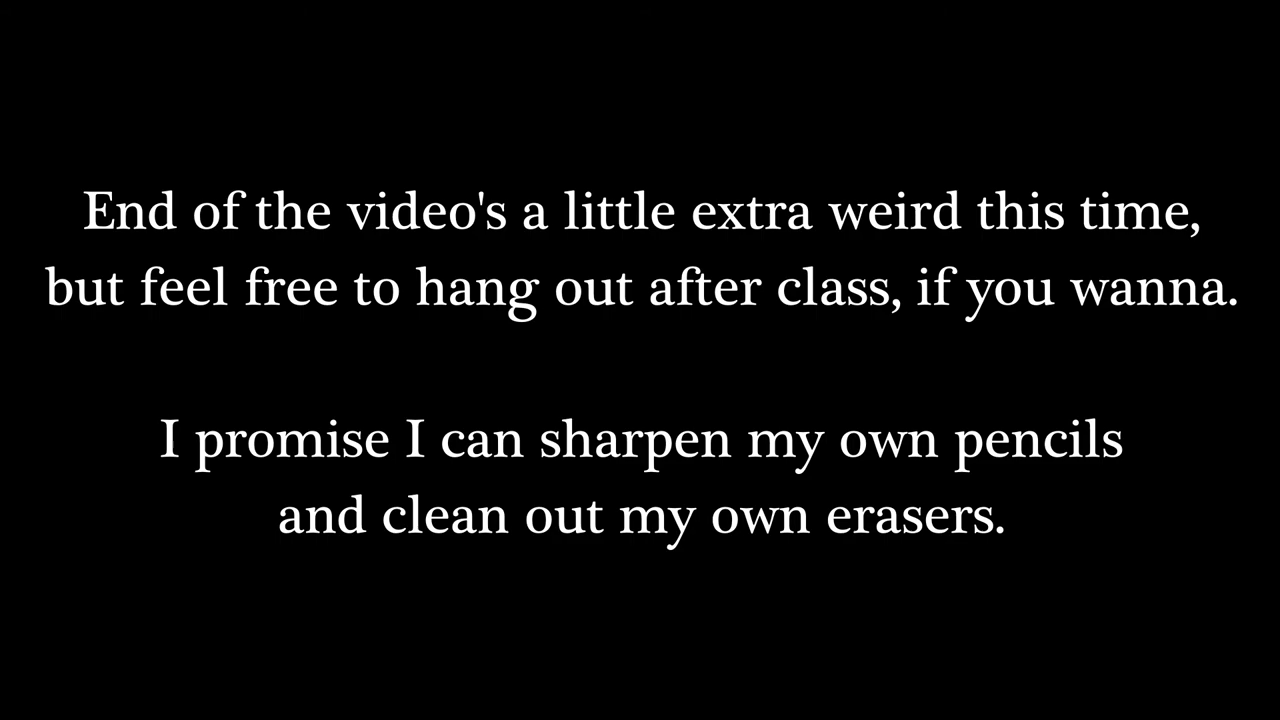 End of the video's a little extra weird this time,
but feel free to hang out after class, if you wanna.
I promise I can sharpen my own pencils
and clean out my own erasers.